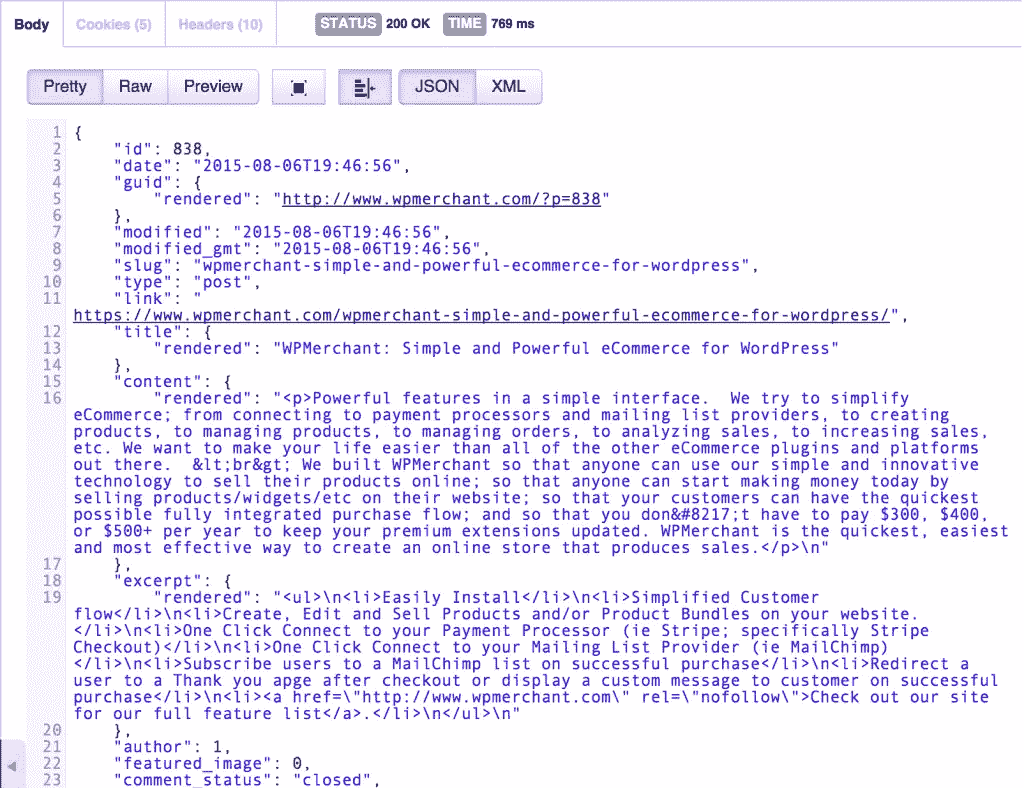 Body Cookies (5) Headers (10) STATUS 200 OK TIME 769 ms
Pretty Raw Preview JSON XML
1 {
2 "id": 838,
3 "date": "2015-08-06T19:46:56",
4 "guid": {
5 "rendered": "http://www.wpmerchant.com/?p=838"
6 },
7 "modified": "2015-08-06T19:46:56",
8 "modified_gmt": "2015-08-06T19:46:56",
9 "slug": "wpmerchant-simple-and-powerful-ecommerce-for-wordpress",
10 "type": "post",
11 "link": "
https://www.wpmerchant.com/wpmerchant-simple-and-powerful-ecommerce-for-wordpress/",
12 "title": {
13 "rendered": "WPMerchant: Simple and Powerful eCommerce for WordPress"
14 },
15 "content": {
16 "rendered": "<p>Powerful features in a simple interface.  We try to simplify
eCommerce; from connecting to payment processors and mailing list providers, to creating
products, to managing products, to managing orders, to analyzing sales, to increasing sales,
etc. We want to make your life easier than all of the other eCommerce plugins and platforms
out there.  &lt;br&gt; We built WPMerchant so that anyone can use our simple and innovative
technology to sell their products online; so that anyone can start making money today by
selling products/widgets/etc on their website; so that your customers can have the quickest
possible fully integrated purchase flow; and so that you don&#8217;t have to pay $300, $400,
or $500+ per year to keep your premium extensions updated. WPMerchant is the quickest, easiest
and most effective way to create an online store that produces sales.</p>\n"
17 },
18 "excerpt": {
19 "rendered": "<ul>\n<li>Easily Install</li>\n<li>Simplified Customer
flow</li>\n<li>Create, Edit and Sell Products and/or Product Bundles on your website.
</li>\n<li>One Click Connect to your Payment Processor (ie Stripe; specifically Stripe
Checkout)</li>\n<li>One Click Connect to your Mailing List Provider (ie MailChimp)
</li>\n<li>Subscribe users to a MailChimp list on successful purchase</li>\n<li>Redirect a
user to a Thank you apge after checkout or display a custom message to customer on successful
purchase</li>\n<li><a href=\"http://www.wpmerchant.com\" rel=\"nofollow\">Check out our site
for our full feature list</a>.</li>\n</ul>\n"
20 },
21 "author": 1,
22 "featured_image": 0,
23 "comment_status": "closed",